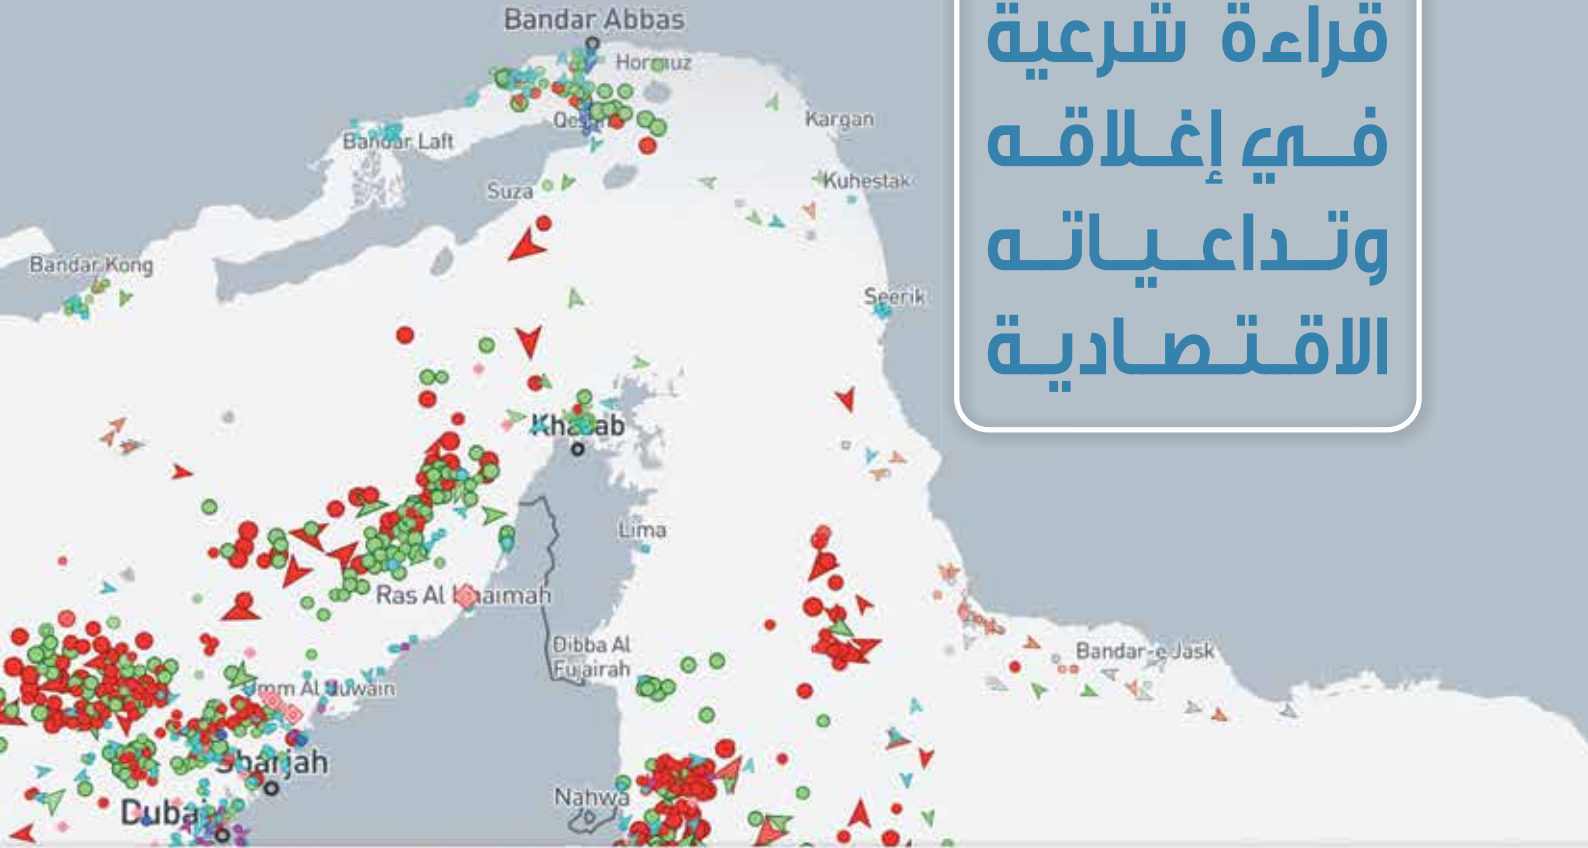 قراءة شرعية
في إغلاقه
وتداعياته
الاقتصادية
Bandar Abbas
Hormuz
Kargan
Bandar Laft
Kuhestak
Suza
Bandar Kong
Seerik
Lima
Ras Al Khaimah
Dibba Al
Fujairah
Bandar-e Jask
Umm Al Quwain
Sharjah
Nahwa
Dubai
Khasab